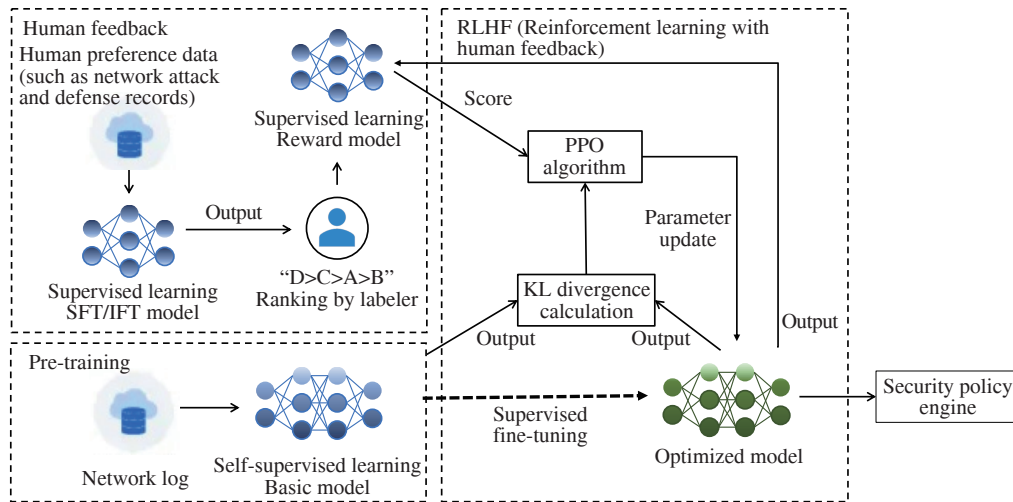 Human feedback
Human preference data
(such as network attack
and defense records)
Supervised learning
Reward model
Output
Supervised learning
SFT/IFT model
“D>C>A>B”
Ranking by labeler
Pre-training
Network log
Self-supervised learning
Basic model
RLHF (Reinforcement learning with
human feedback)
Score
PPO
algorithm
Parameter
update
KL divergence
calculation
Output
Output
Output
Supervised
fine-tuning
Optimized model
Security policy
engine